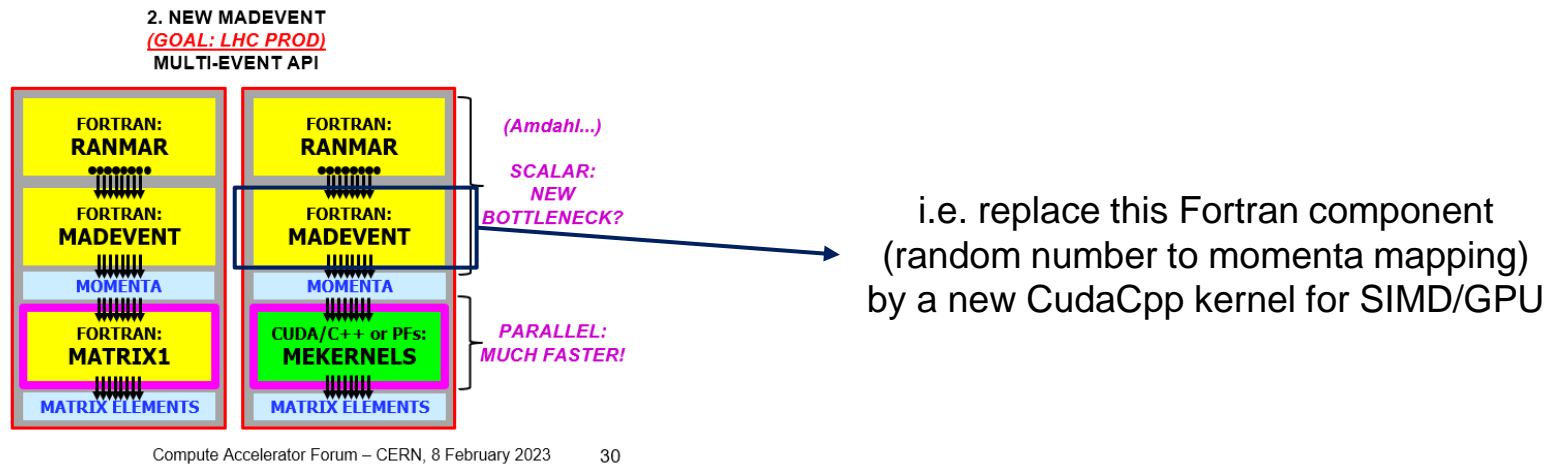 2. NEW MADEVENT
(GOAL: LHC PROD)
MULTI-EVENT API
FORTRAN:
RANMAR
FORTRAN:
MADEVENT
MOMENTA
FORTRAN:
MATRIX1
MATRIX ELEMENTS
FORTRAN:
RANMAR
FORTRAN:
MADEVENT
MOMENTA
CUDA/C++ or PFs:
MEKERNELS
MATRIX ELEMENTS
(Amdahl...)
SCALAR:
NEW
BOTTLENECK?
PARALLEL:
MUCH FASTER!
i.e. replace this Fortran component
(random number to momenta mapping)
by a new CudaCpp kernel for SIMD/GPU
Compute Accelerator Forum – CERN, 8 February 2023 30